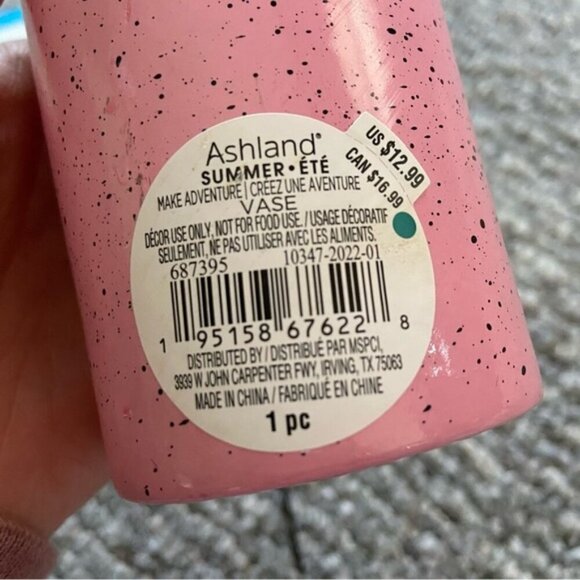 Ashland®
SUMMER • ÉTÉ
MAKE ADVENTURE | CREEZ UNE AVENTURE
VASE
DÉCOR USE ONLY, NOT FOR FOOD USE. / USAGE DÉCORATIF
SEULEMENT, NE PAS UTILISER AVEC LES ALIMENTS.
687395 10347-2022-01
1 95158 67622 8
DISTRIBUTED BY / DISTRIBUÉ PAR MSPCI,
3939 W JOHN CARPENTER FWY, IRVING, TX 75063
MADE IN CHINA / FABRIQUÉ EN CHINE
1 pc
US $12.99
CAN $16.99